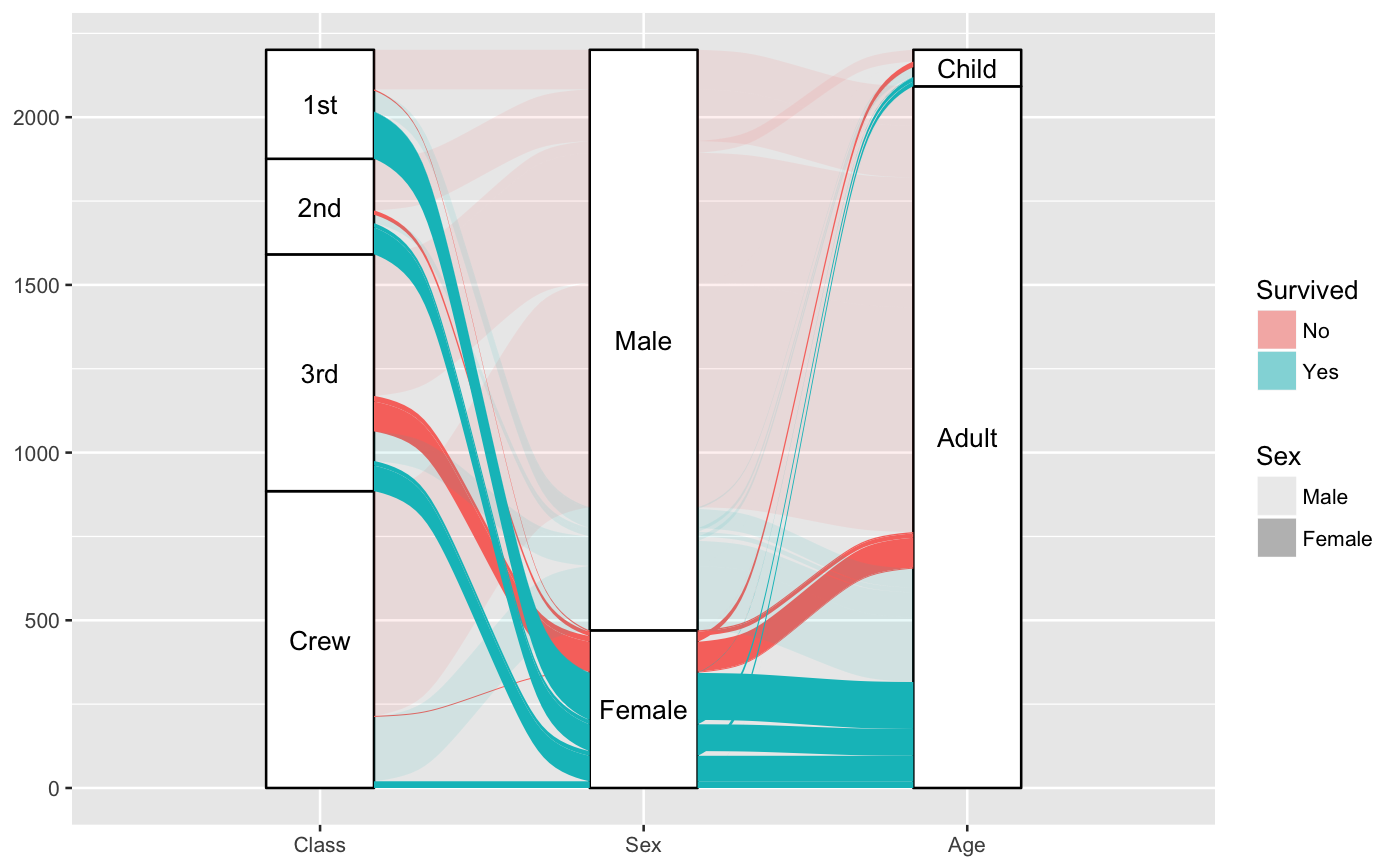 2000
1500
1000
500
0
1st
2nd
3rd
Crew
Male
Female
Child
Adult
Class
Sex
Age
Survived
No
Yes
Sex
Male
Female